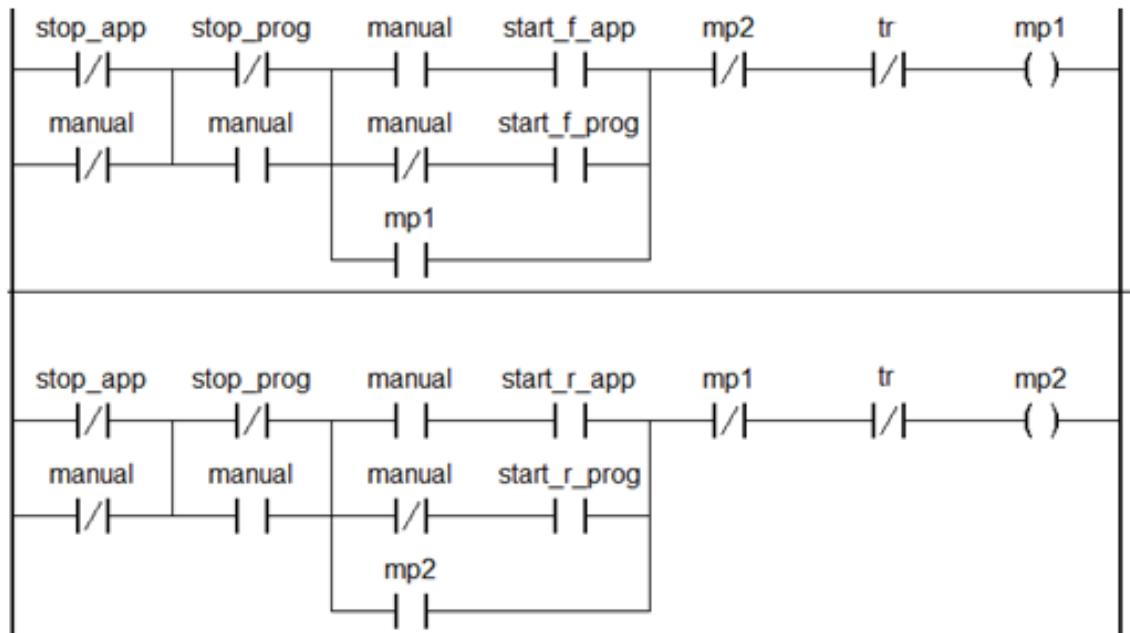 stop_app stop_prog manual start_f_app mp2 tr mp1
manual manual manual start_f_prog
mp1
stop_app stop_prog manual start_r_app mp1 tr mp2
manual manual manual start_r_prog
mp2